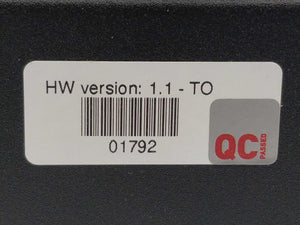 HW version: 1.1 - TO
01792
QC
PASSED